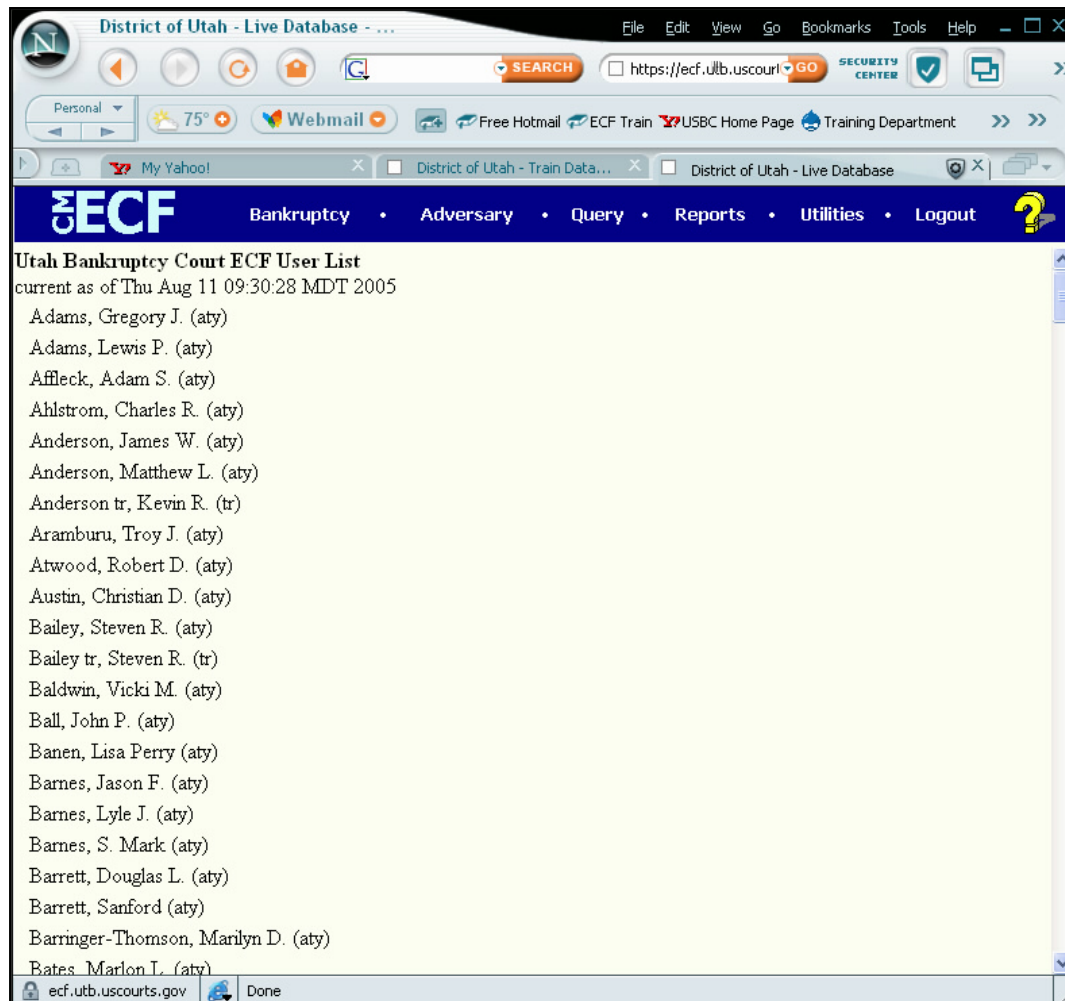 District of Utah - Live Database - ...
File Edit View Go Bookmarks Tools Help
N
G SEARCH https://ecf.utb.uscourt GO SECURITY CENTER
Personal 75° Webmail Free Hotmail ECF Train Y? USBC Home Page Training Department
Y? My Yahoo! District of Utah - Train Data... District of Utah - Live Database
CM ECF Bankruptcy • Adversary • Query • Reports • Utilities • Logout ?
Utah Bankruptcy Court ECF User List
current as of Thu Aug 11 09:30:28 MDT 2005
Adams, Gregory J. (aty)
Adams, Lewis P. (aty)
Affleck, Adam S. (aty)
Ahlstrom, Charles R. (aty)
Anderson, James W. (aty)
Anderson, Matthew L. (aty)
Anderson tr, Kevin R. (tr)
Aramburu, Troy J. (aty)
Atwood, Robert D. (aty)
Austin, Christian D. (aty)
Bailey, Steven R. (aty)
Bailey tr, Steven R. (tr)
Baldwin, Vicki M. (aty)
Ball, John P. (aty)
Banen, Lisa Perry (aty)
Barnes, Jason F. (aty)
Barnes, Lyle J. (aty)
Barnes, S. Mark (aty)
Barrett, Douglas L. (aty)
Barrett, Sanford (aty)
Barringer-Thomson, Marilyn D. (aty)
Bates, Marlon L. (aty)
ecf.utb.uscourts.gov Done